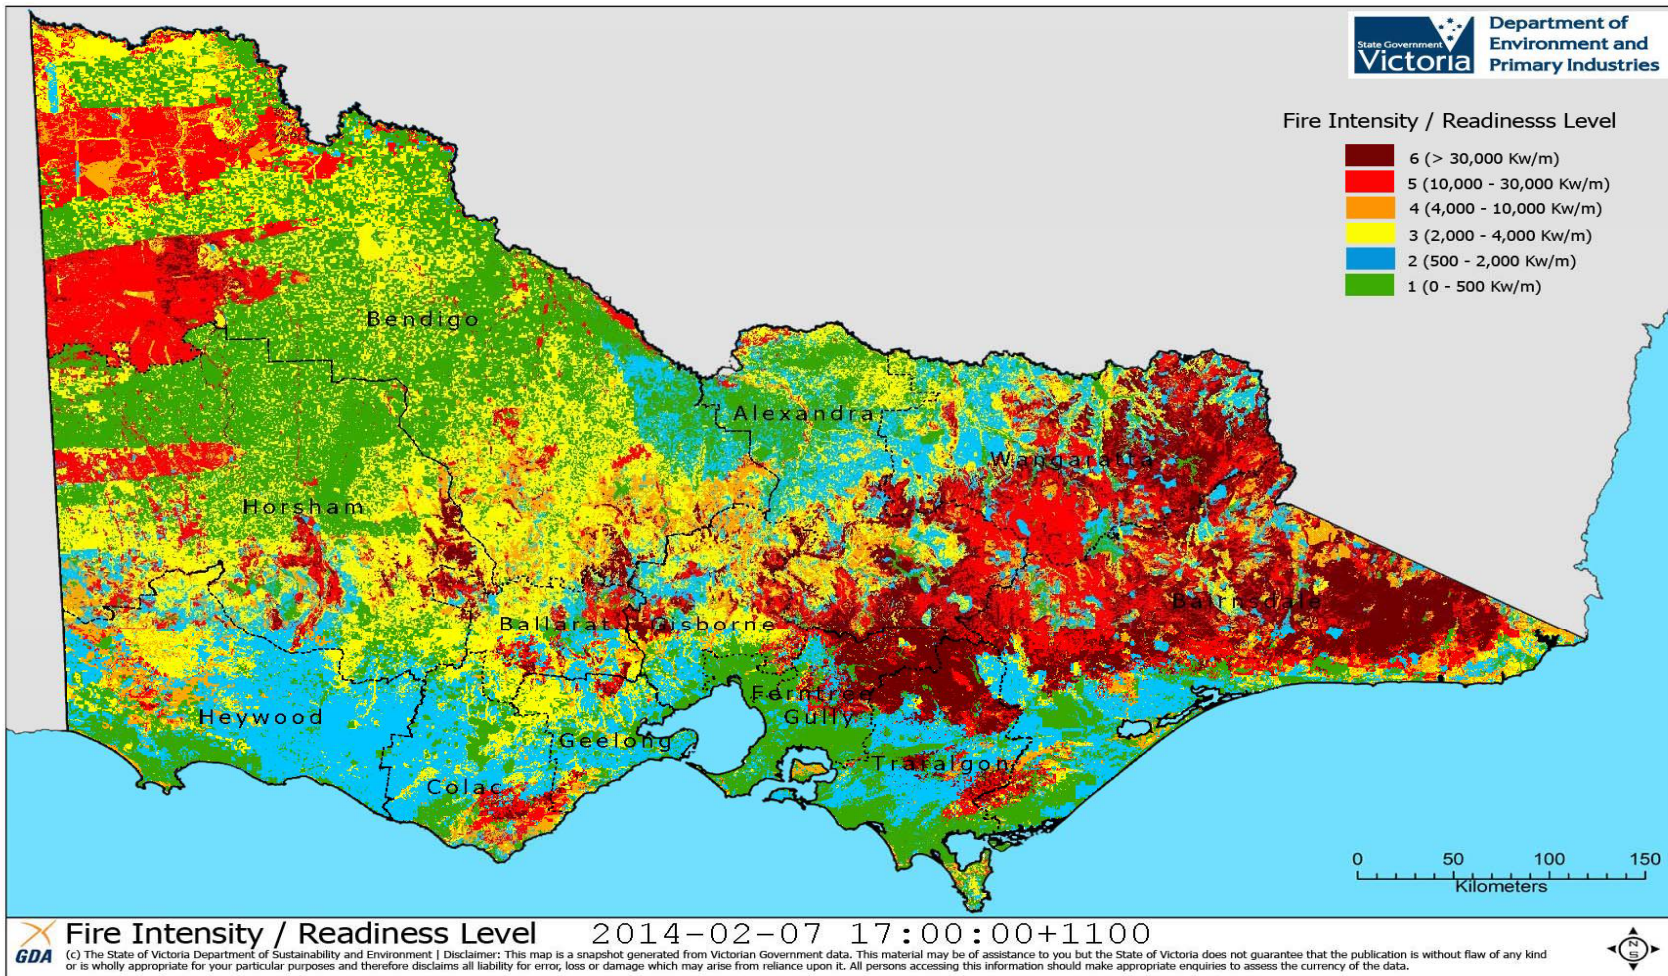 State Government
Victoria
Department of
Environment and
Primary Industries
Fire Intensity / Readinesss Level
6 (> 30,000 Kw/m)
5 (10,000 - 30,000 Kw/m)
4 (4,000 - 10,000 Kw/m)
3 (2,000 - 4,000 Kw/m)
2 (500 - 2,000 Kw/m)
1 (0 - 500 Kw/m)
Bendigo
Alexandra
Wangaratta
Horsham
Bairnsdale
Ballarat
Gisborne
Ferntree
Gully
Heywood
Geelong
Trafalgon
Colac
0 50 100 150
Kilometers
GDA
Fire Intensity / Readiness Level 2014-02-07 17:00:00+1100
(c) The State of Victoria Department of Sustainability and Environment | Disclaimer: This map is a snapshot generated from Victorian Government data. This material may be of assistance to you but the State of Victoria does not guarantee that the publication is without flaw of any kind
or is wholly appropriate for your particular purposes and therefore disclaims all liability for error, loss or damage which may arise from reliance upon it. All persons accessing this information should make appropriate enquiries to assess the currency of the data.
N
S